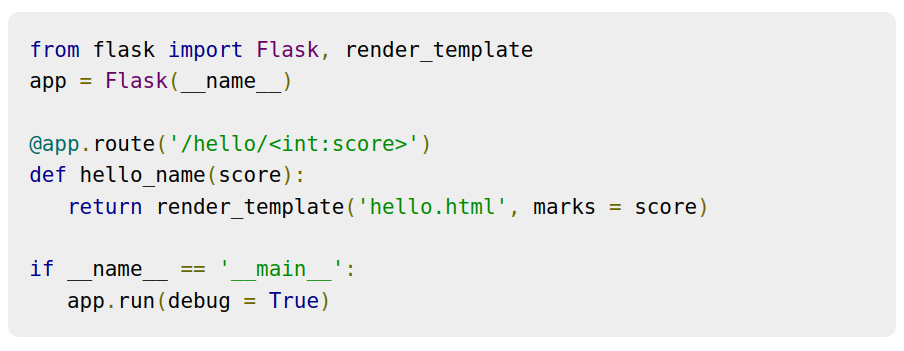 from flask import Flask, render_template
app = Flask(__name__)

@app.route('/hello/<int:score>')
def hello_name(score):
   return render_template('hello.html', marks = score)

if __name__ == '__main__':
   app.run(debug = True)